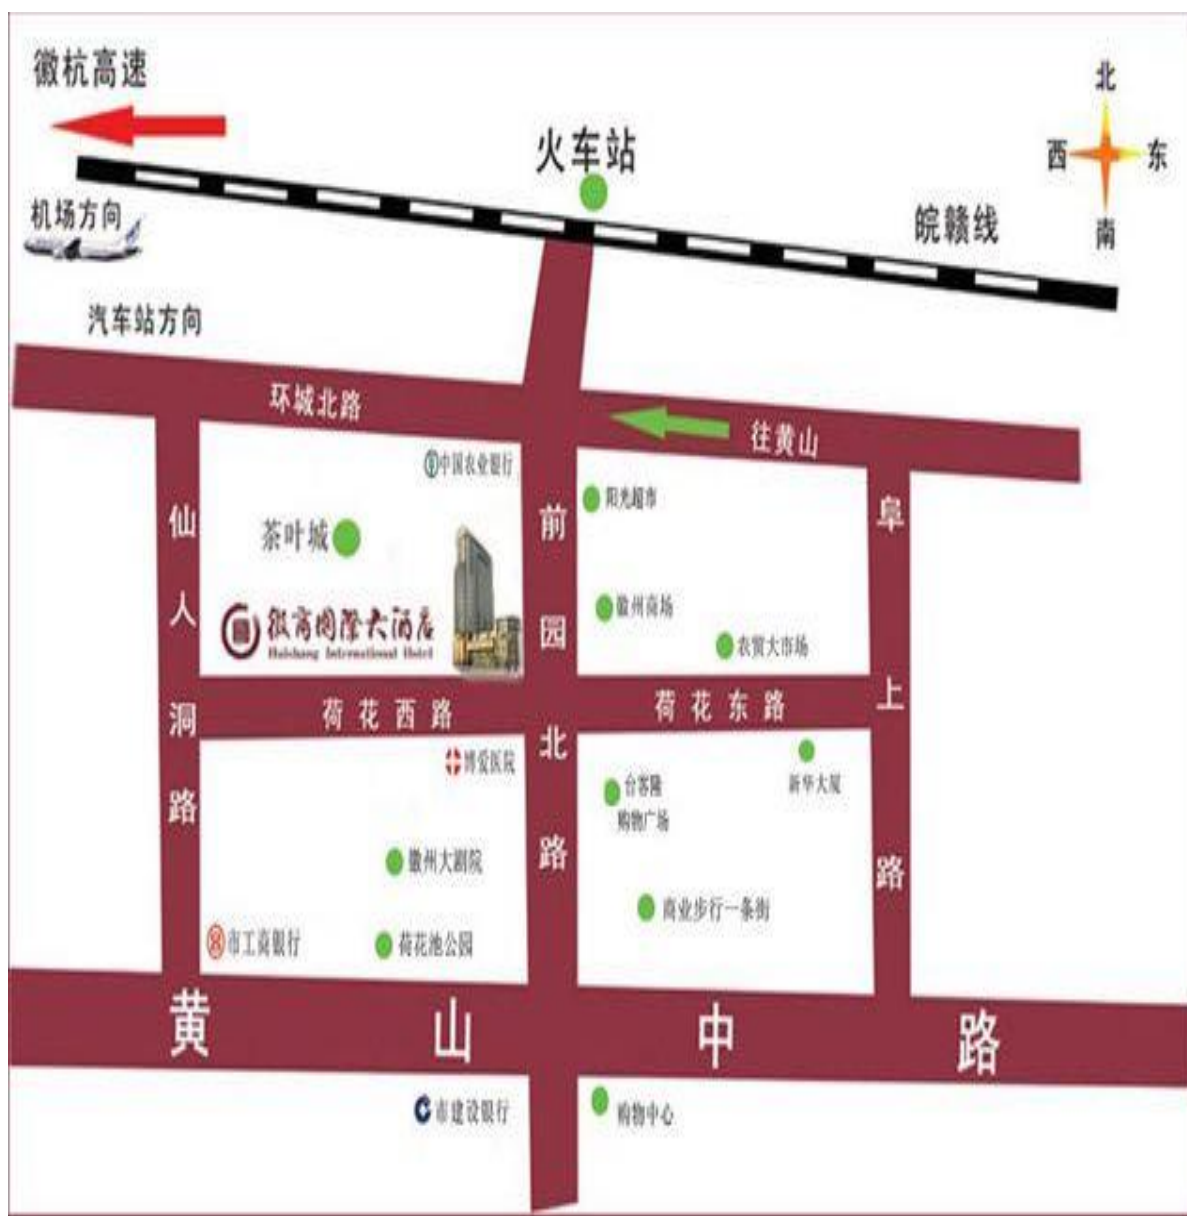 徽杭高速
北
西
东
南
火车站
机场方向
皖赣线
汽车站方向
环城北路
往黄山
中国农业银行
阳光超市
仙人洞路
前园北路
阜上路
茶叶城
徽州商场
徽商国際大酒店
Huishang International Hotel
农贸大市场
荷花西路
荷花东路
博爱医院
台客隆
购物广场
新华大厦
徽州大剧院
商业步行一条街
市工商银行
荷花池公园
黄山中路
市建设银行
购物中心